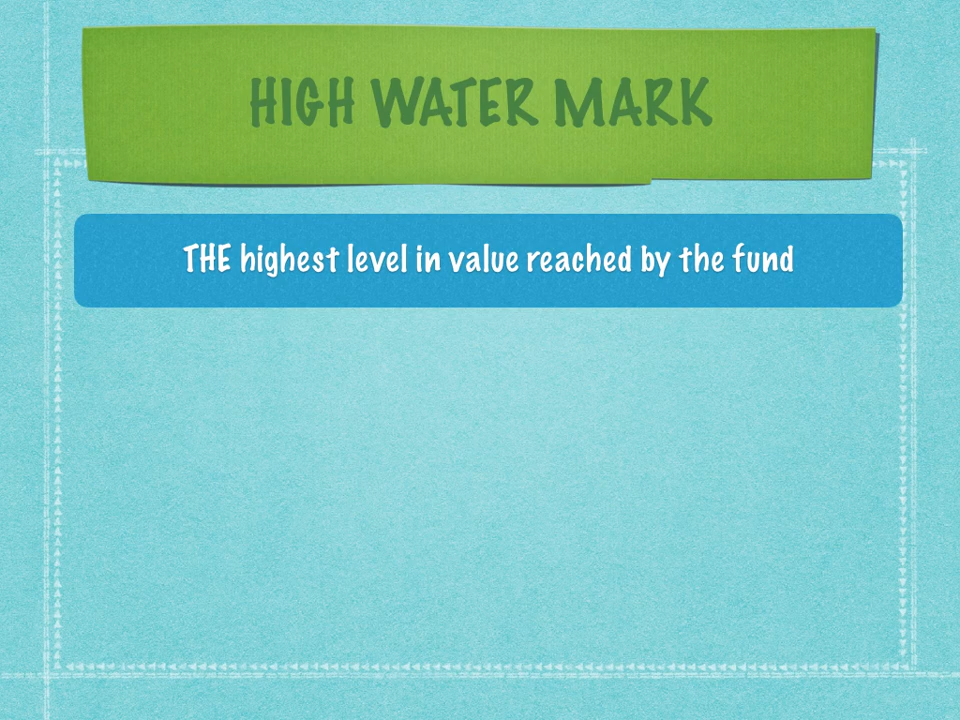 HIGH WATER MARK
THE highest level in value reached by the fund